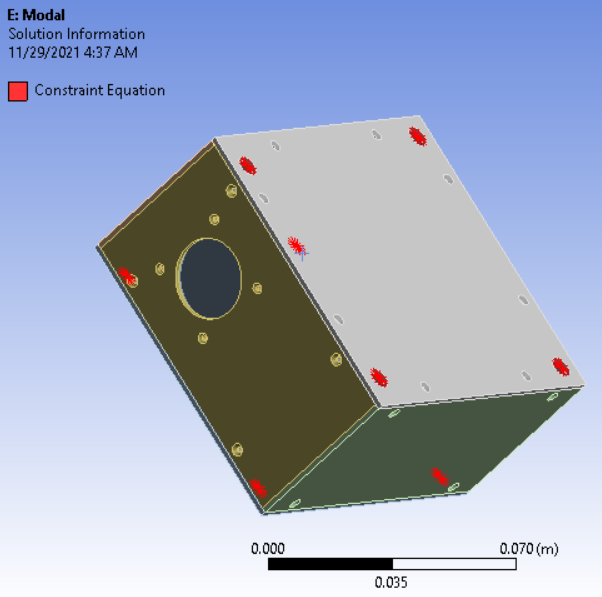 E: Modal
Solution Information
11/29/2021 4:37 AM
Constraint Equation
0.000
0.070 (m)
0.035